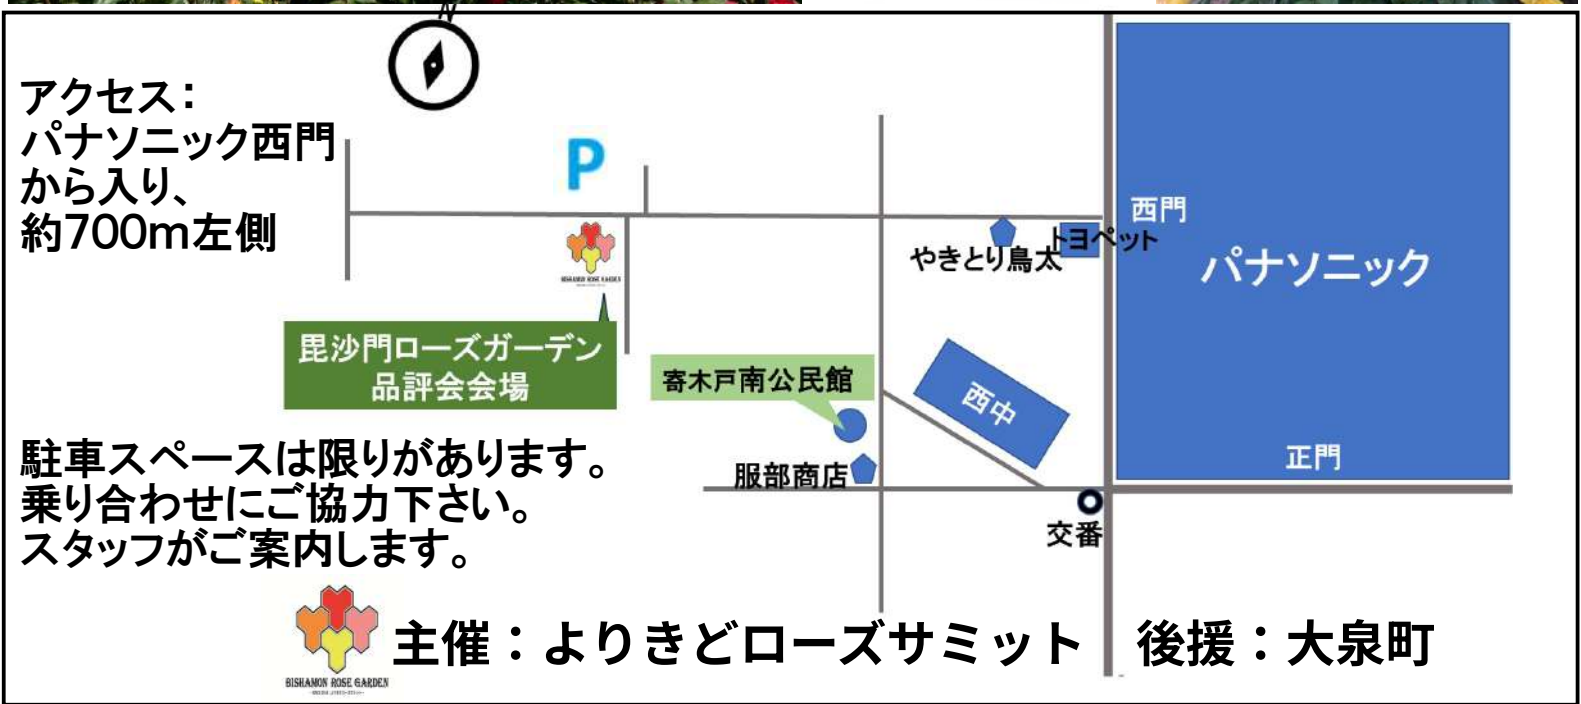 N
アクセス:
パナソニック西門
から入り、
約700m左側
P
西門
トヨペット
やきとり鳥太
パナソニック
BISHAMON ROSE GARDEN
毘沙門ローズガーデン
品評会会場
寄木戸南公民館
西中
正門
服部商店
交番
駐車スペースは限りがあります。
乗り合わせにご協力下さい。
スタッフがご案内します。
主催：よりきどローズサミット 後援：大泉町
BISHAMON ROSE GARDEN